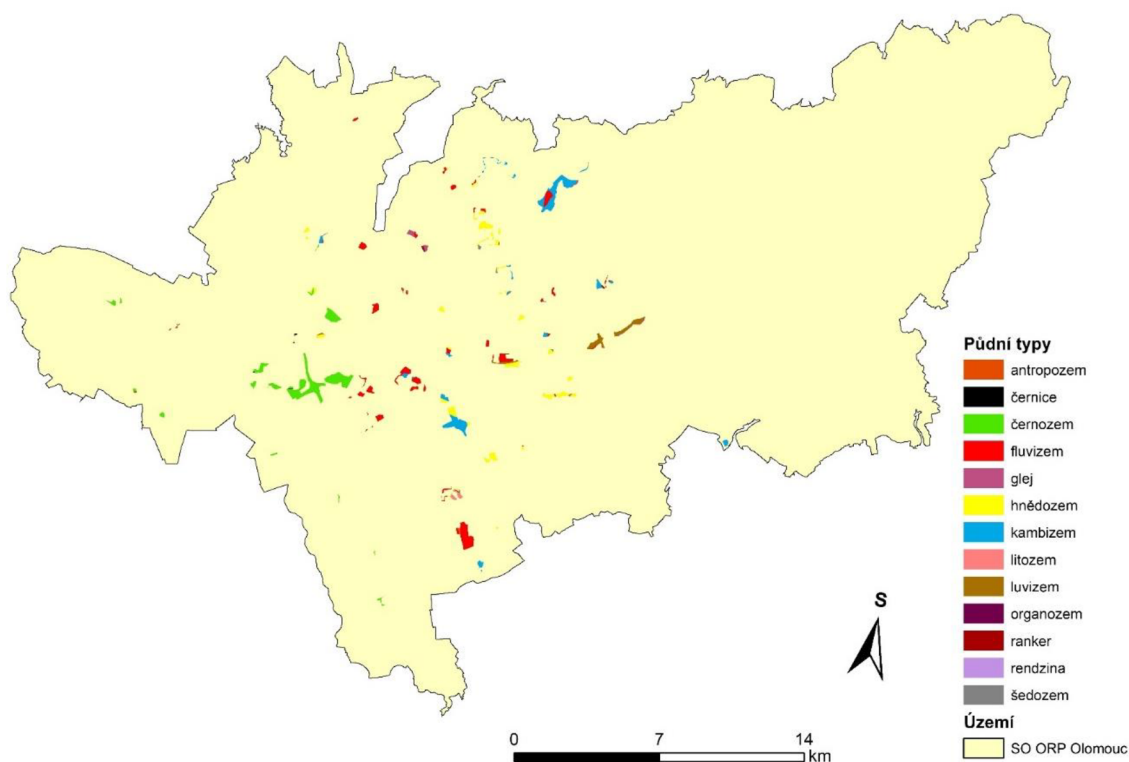 Půdní typy
antropozem
černice
černozem
fluvizem
glej
hnědozem
kambizem
litozem
luvizem
organozem
ranker
rendzina
šedozem
Území
SO ORP Olomouc
S
0 7 14
km